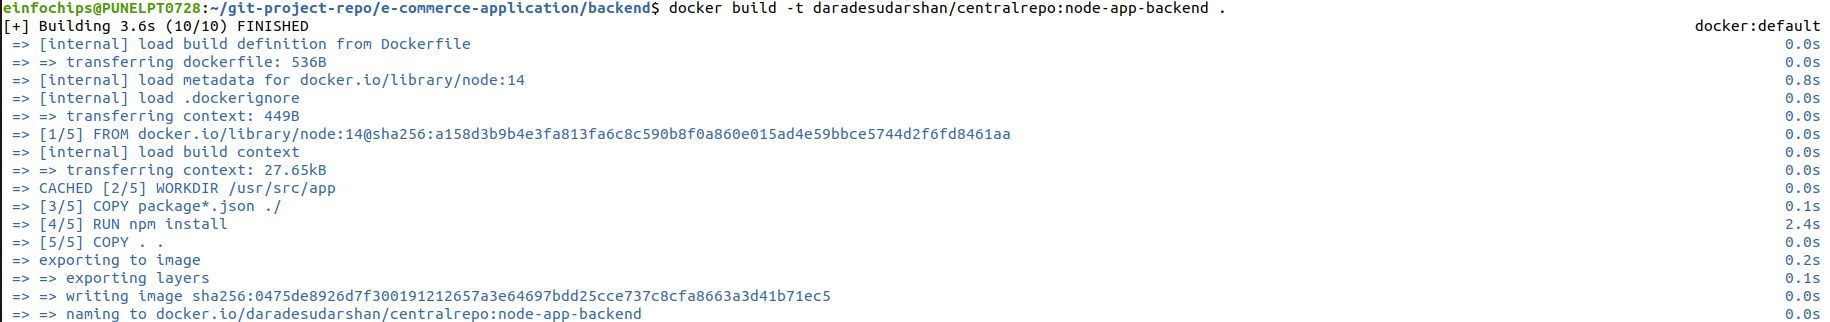 einfochips@PUNELPT0728:~/git-project-repo/e-commerce-application/backend$ docker build -t daradesudarshan/centralrepo:node-app-backend .
[+] Building 3.6s (10/10) FINISHED docker:default
=> [internal] load build definition from Dockerfile 0.0s
=> => transferring dockerfile: 536B 0.0s
=> [internal] load metadata for docker.io/library/node:14 0.8s
=> [internal] load .dockerignore 0.0s
=> => transferring context: 449B 0.0s
=> [1/5] FROM docker.io/library/node:14@sha256:a158d3b9b4e3fa813fa6c8c590b8f0a860e015ad4e59bbce5744d2f6fd8461aa 0.0s
=> [internal] load build context 0.0s
=> => transferring context: 27.65kB 0.0s
=> CACHED [2/5] WORKDIR /usr/src/app 0.0s
=> [3/5] COPY package*.json ./ 0.1s
=> [4/5] RUN npm install 2.4s
=> [5/5] COPY . . 0.0s
=> exporting to image 0.2s
=> => exporting layers 0.1s
=> => writing image sha256:0475de8926d7f300191212657a3e64697bdd25cce737c8cfa8663a3d41b71ec5 0.0s
=> => naming to docker.io/daradesudarshan/centralrepo:node-app-backend 0.0s